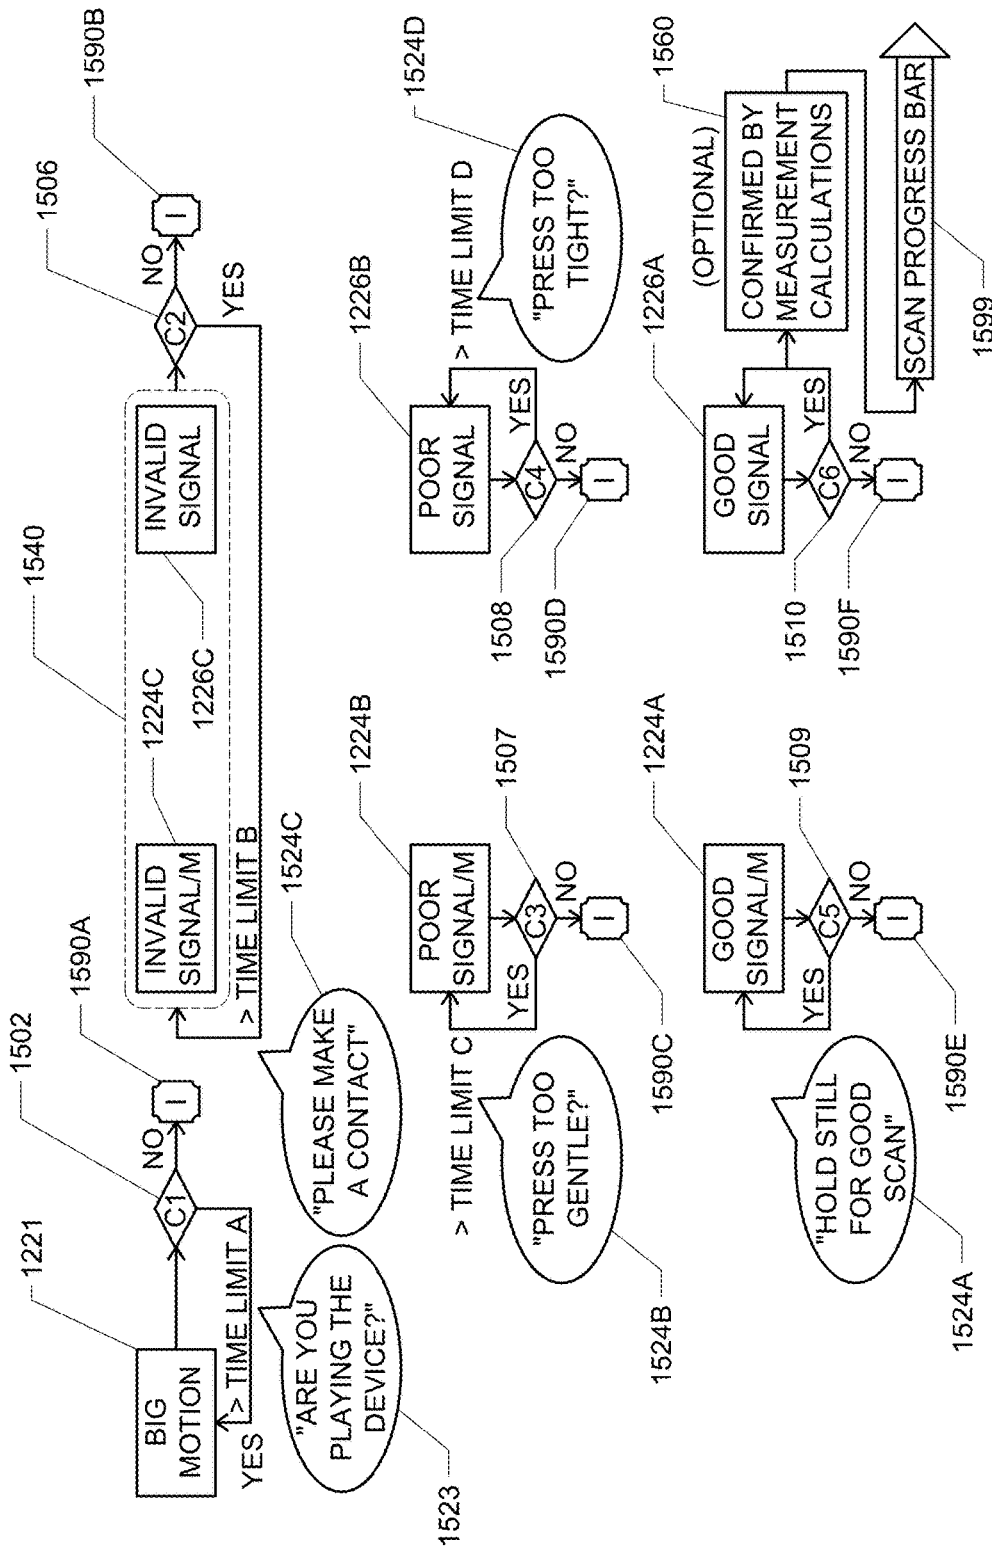 1221
BIG
MOTION
YES
> TIME LIMIT A
C1
1502
NO
I
1590A
"ARE YOU
PLAYING THE
DEVICE?"
1523
1540
1224C
INVALID
SIGNAL/M
1226C
INVALID
SIGNAL
C2
1506
NO
I
1590B
YES
> TIME LIMIT B
"PLEASE MAKE
A CONTACT"
1524C
1224B
POOR
SIGNAL/M
C3
1507
YES
NO
I
1590C
> TIME LIMIT C
"PRESS TOO
GENTLE?"
1524B
1226B
POOR
SIGNAL
C4
1508
YES
NO
I
1590D
> TIME LIMIT D
"PRESS TOO
TIGHT?"
1524D
1224A
GOOD
SIGNAL/M
C5
1509
YES
NO
I
1590E
"HOLD STILL
FOR GOOD
SCAN"
1524A
1226A
GOOD
SIGNAL
C6
1510
YES
NO
I
1590F
(OPTIONAL)
CONFIRMED BY
MEASUREMENT
CALCULATIONS
1560
SCAN PROGRESS BAR
1599